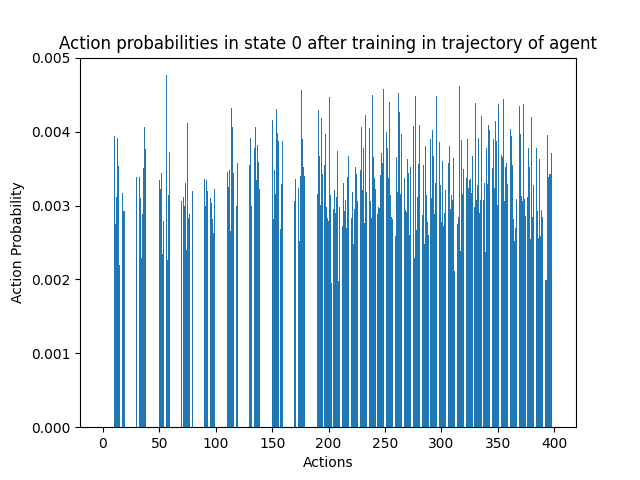 Action probabilities in state 0 after training in trajectory of agent
0.005
0.004
0.003
0.002
0.001
0.000
Action Probability
0 50 100 150 200 250 300 350 400
Actions